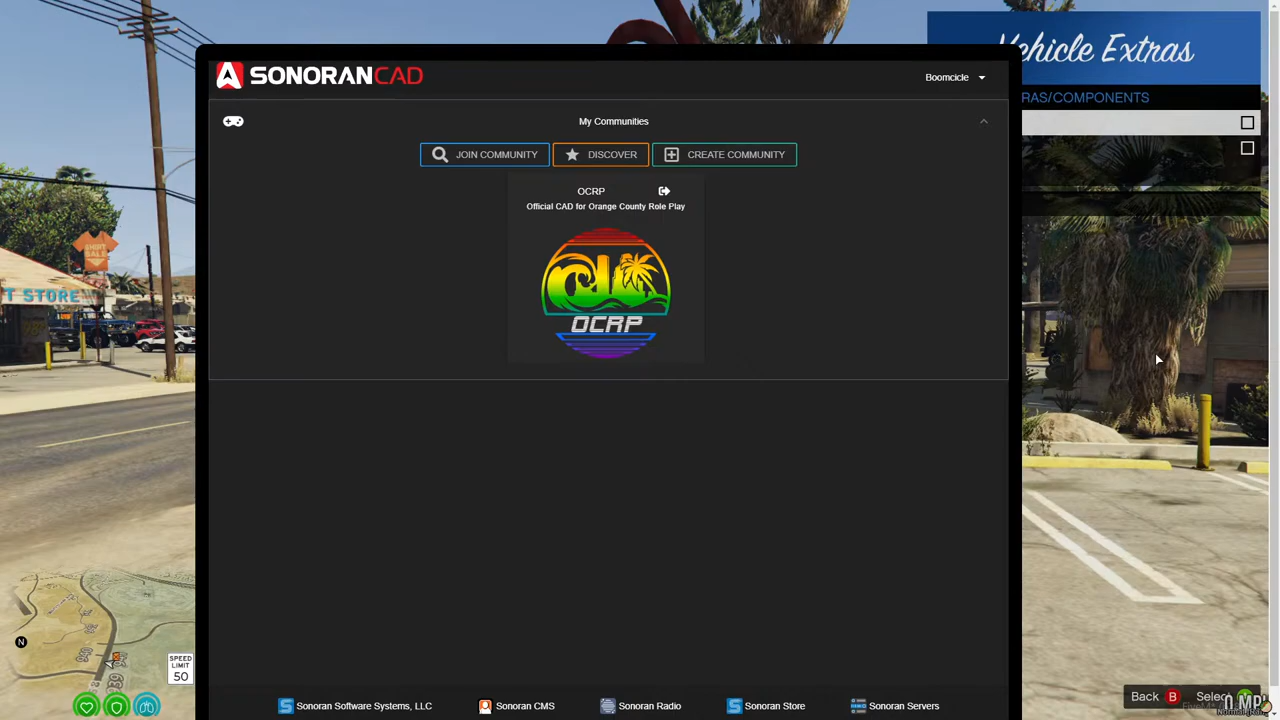 Vehicle Extras
SONORANCAD
Boomcicle
RAS/COMPONENTS
My Communities
JOIN COMMUNITY
DISCOVER
CREATE COMMUNITY
OCRP
Official CAD for Orange County Role Play
SHIRT
SALE
T STORE
OCRP
N
SPEED
LIMIT
50
Back B Select
Sonoran Software Systems, LLC
Sonoran CMS
Sonoran Radio
Sonoran Store
Sonoran Servers